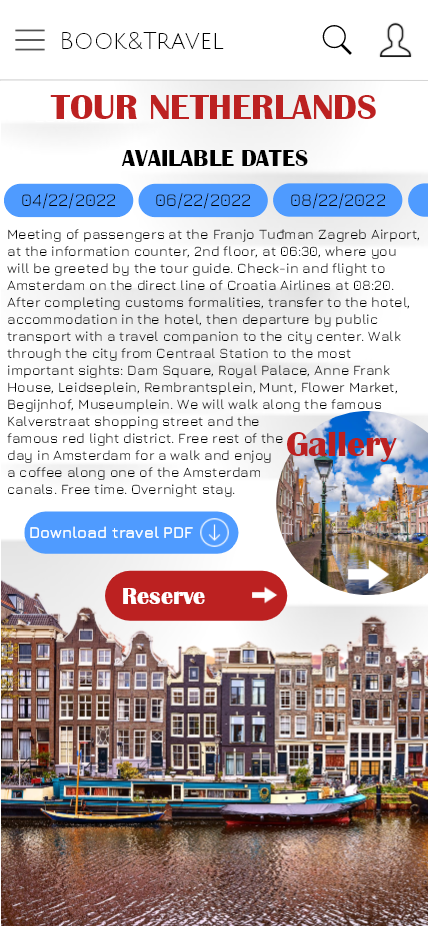 BOOK&TRAVEL
TOUR NETHERLANDS
AVAILABLE DATES
04/22/2022 06/22/2022 08/22/2022
Meeting of passengers at the Franjo Tuđman Zagreb Airport,
at the information counter, 2nd floor, at 06:30, where you
will be greeted by the tour guide. Check-in and flight to
Amsterdam on the direct line of Croatia Airlines at 08:20.
After completing customs formalities, transfer to the hotel,
accommodation in the hotel, then departure by public
transport with a travel companion to the city center. Walk
through the city from Centraal Station to the most
important sights: Dam Square, Royal Palace, Anne Frank
House, Leidseplein, Rembrantsplein, Munt, Flower Market,
Begijnhof, Museumplein. We will walk along the famous
Kalverstraat shopping street and the
famous red light district. Free rest of the
day in Amsterdam for a walk and enjoy
a coffee along one of the Amsterdam
canals. Free time. Overnight stay.
Gallery
Download travel PDF
Reserve